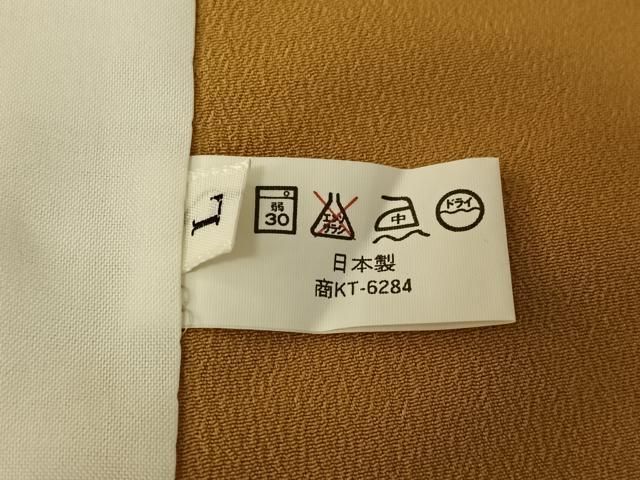 L
弱
30
エンソ
サラシ
中
ドライ
日本製
商KT-6284